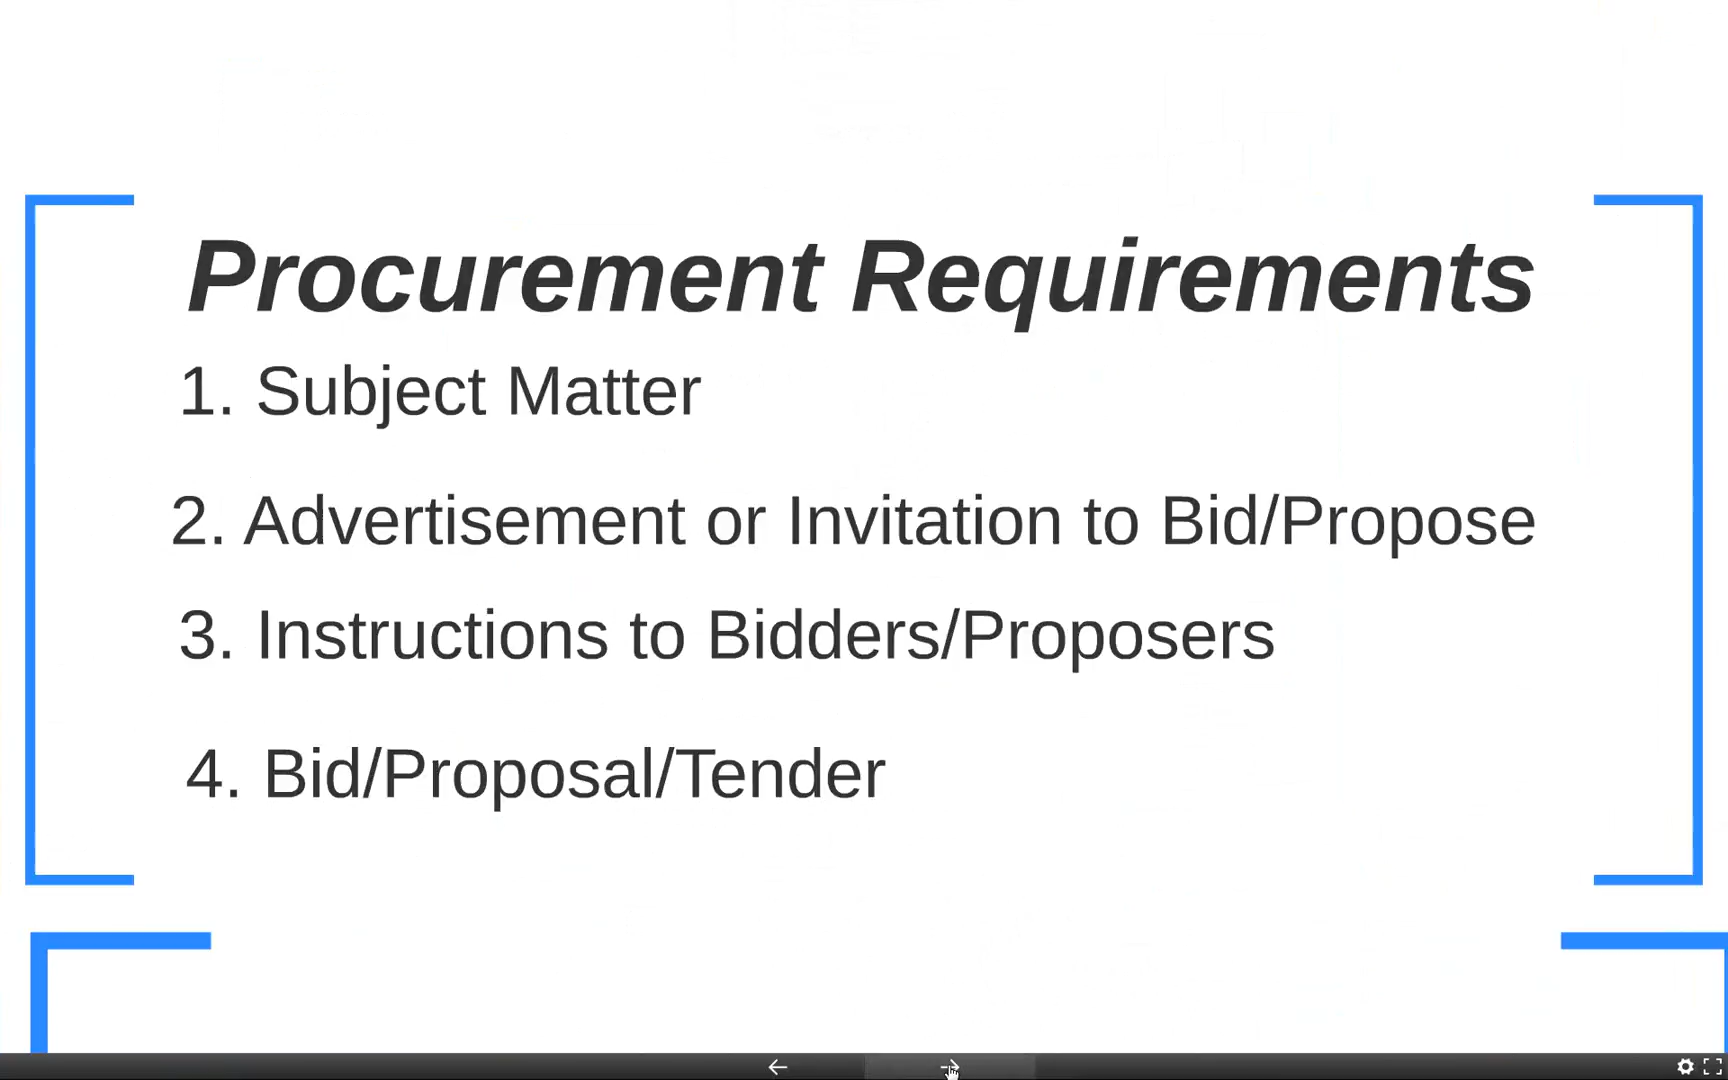 Procurement Requirements
1. Subject Matter
2. Advertisement or Invitation to Bid/Propose
3. Instructions to Bidders/Proposers
4. Bid/Proposal/Tender